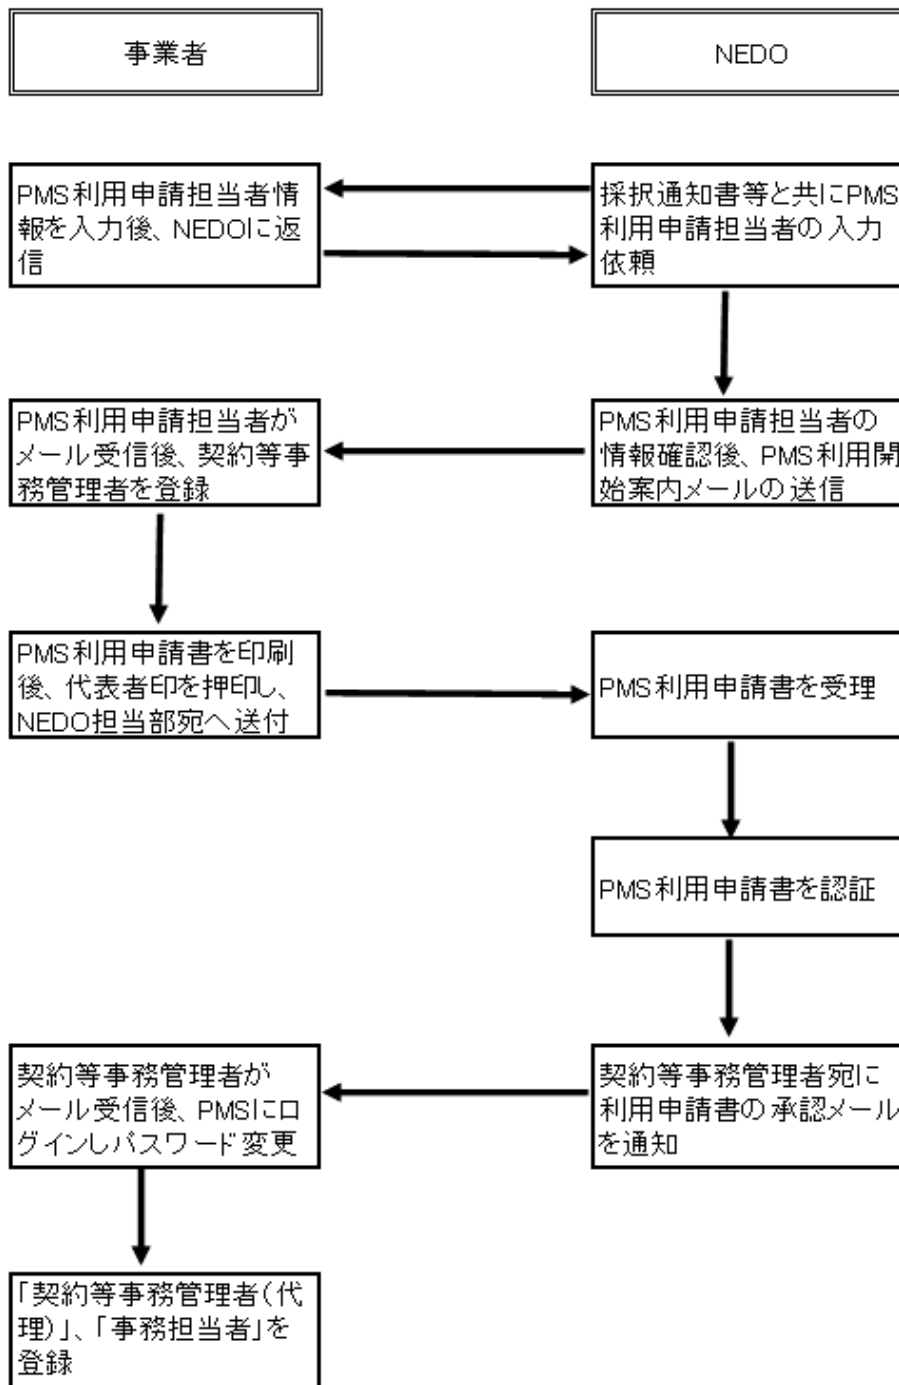 事業者
NEDO
PMS利用申請担当者情
報を入力後、NEDOに返
信
採択通知書等と共にPMS
利用申請担当者の入力
依頼
PMS利用申請担当者が
メール受信後、契約等事
務管理者を登録
PMS利用申請担当者の
情報確認後、PMS利用開
始案内メールの送信
PMS利用申請書を印刷
後、代表者印を押印し、
NEDO担当部宛へ送付
PMS利用申請書を受理
PMS利用申請書を認証
契約等事務管理者が
メール受信後、PMSにロ
グインしパスワード変更
契約等事務管理者宛に
利用申請書の承認メール
を通知
「契約等事務管理者(代
理)」、「事務担当者」を
登録